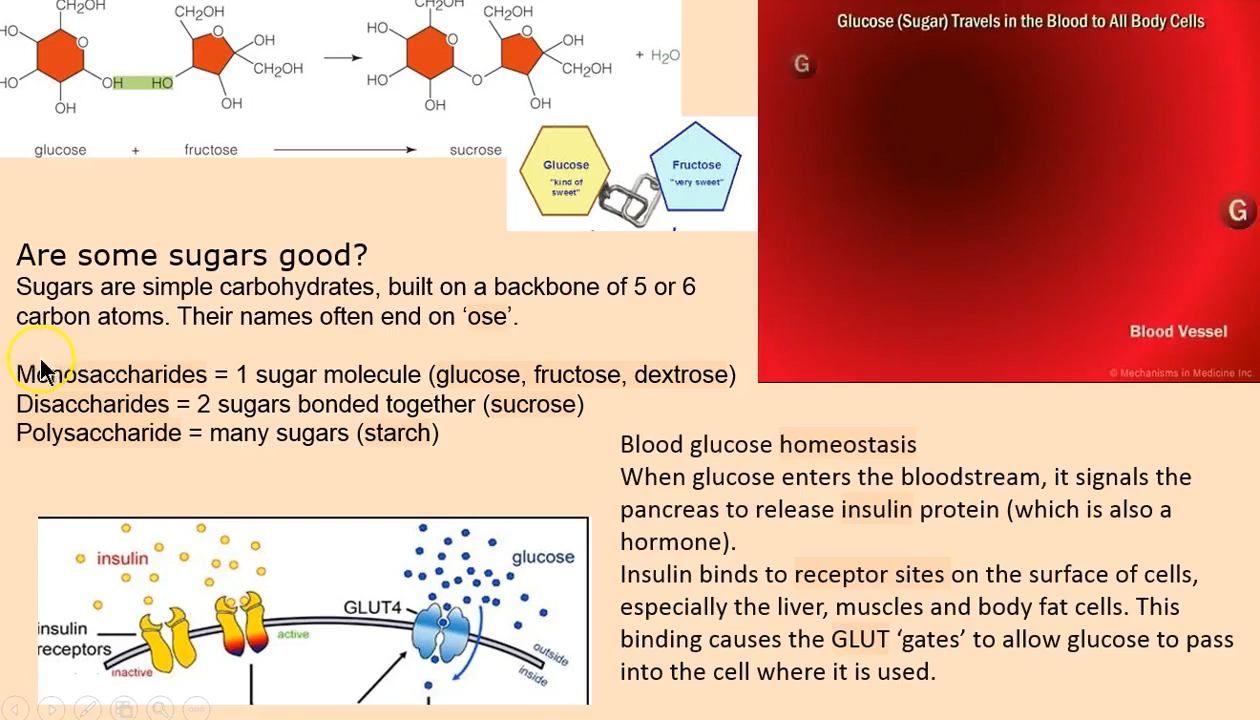 CH₂OH
CH₂OH
CH₂OH
CH₂OH
HO
O
O
OH
HO
O
O
OH
+ H₂O
CH₂OH
CH₂OH
HO
OH
HO
HO
O
OH
OH
OH
OH
glucose + fructose
sucrose
Glucose
"kind of
sweet"
Fructose
"very sweet"
Glucose (Sugar) Travels in the Blood to All Body Cells
G
G
Blood Vessel
© Mechanisms in Medicine Inc.
Are some sugars good?
Sugars are simple carbohydrates, built on a backbone of 5 or 6
carbon atoms. Their names often end on ‘ose’.
Monosaccharides = 1 sugar molecule (glucose, fructose, dextrose)
Disaccharides = 2 sugars bonded together (sucrose)
Polysaccharide = many sugars (starch)
Blood glucose homeostasis
When glucose enters the bloodstream, it signals the
pancreas to release insulin protein (which is also a
hormone).
Insulin binds to receptor sites on the surface of cells,
especially the liver, muscles and body fat cells. This
binding causes the GLUT ‘gates’ to allow glucose to pass
into the cell where it is used.
insulin
glucose
GLUT4
insulin
receptors
active
inactive
outside
inside